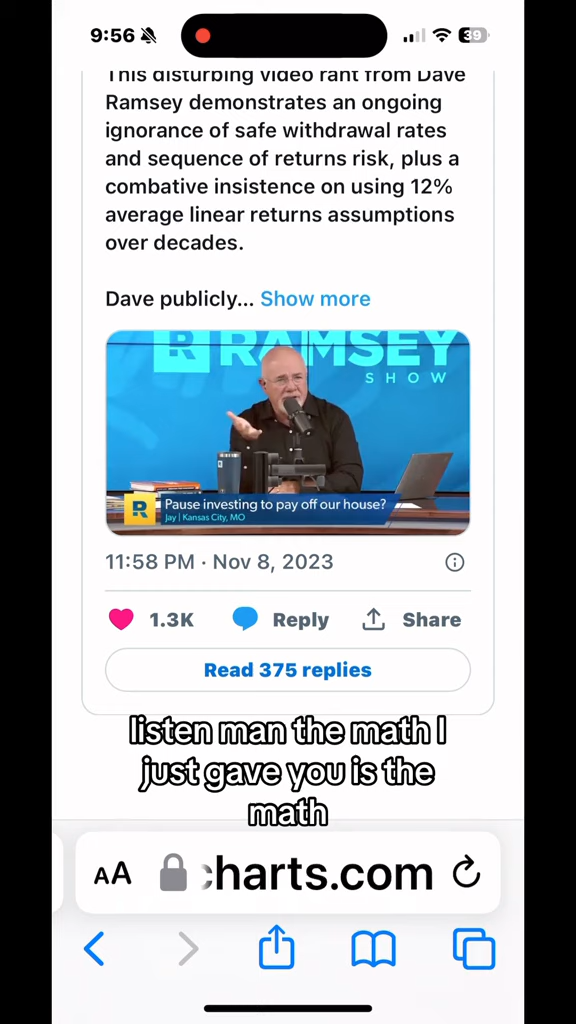 9:56
39
This disturbing video rant from Dave
Ramsey demonstrates an ongoing
ignorance of safe withdrawal rates
and sequence of returns risk, plus a
combative insistence on using 12%
average linear returns assumptions
over decades.
Dave publicly... Show more
R RAMSEY
SHOW
R
Pause investing to pay off our house?
Jay | Kansas City, MO
11:58 PM · Nov 8, 2023
1.3K Reply Share
Read 375 replies
listen man the math I
just gave you is the
math
AA charts.com